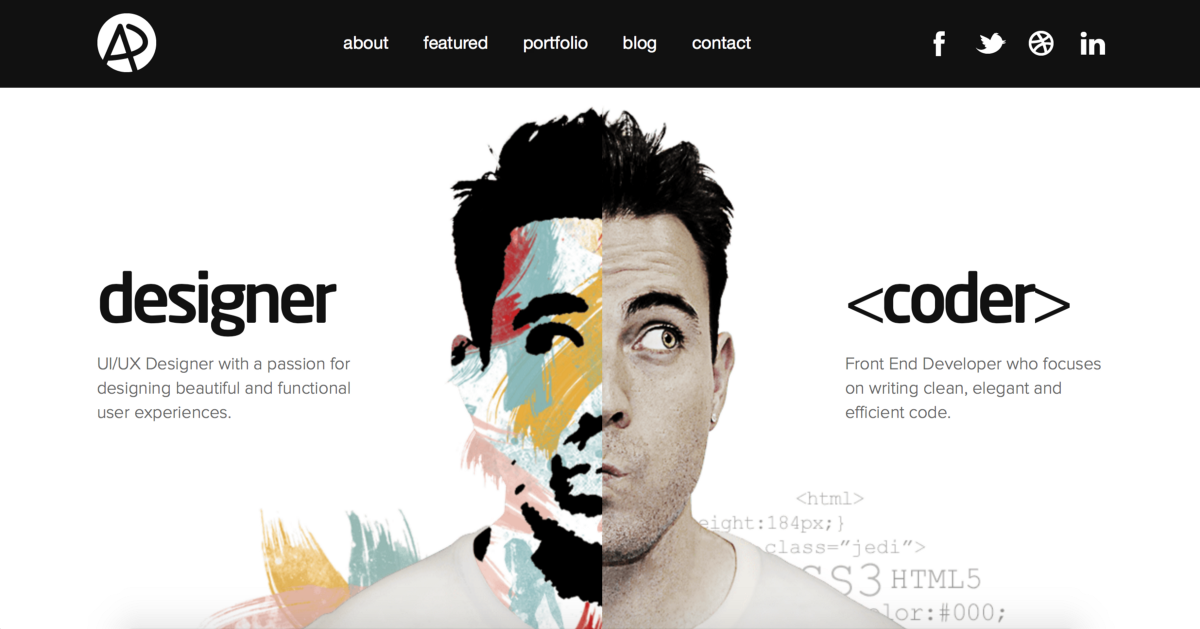 AD
about
featured
portfolio
blog
contact
designer
UI/UX Designer with a passion for
designing beautiful and functional
user experiences.
<coder>
Front End Developer who focuses
on writing clean, elegant and
efficient code.
<html>
eight:184px;}
class="jedi">
SS3 HTML5
olor:#000;